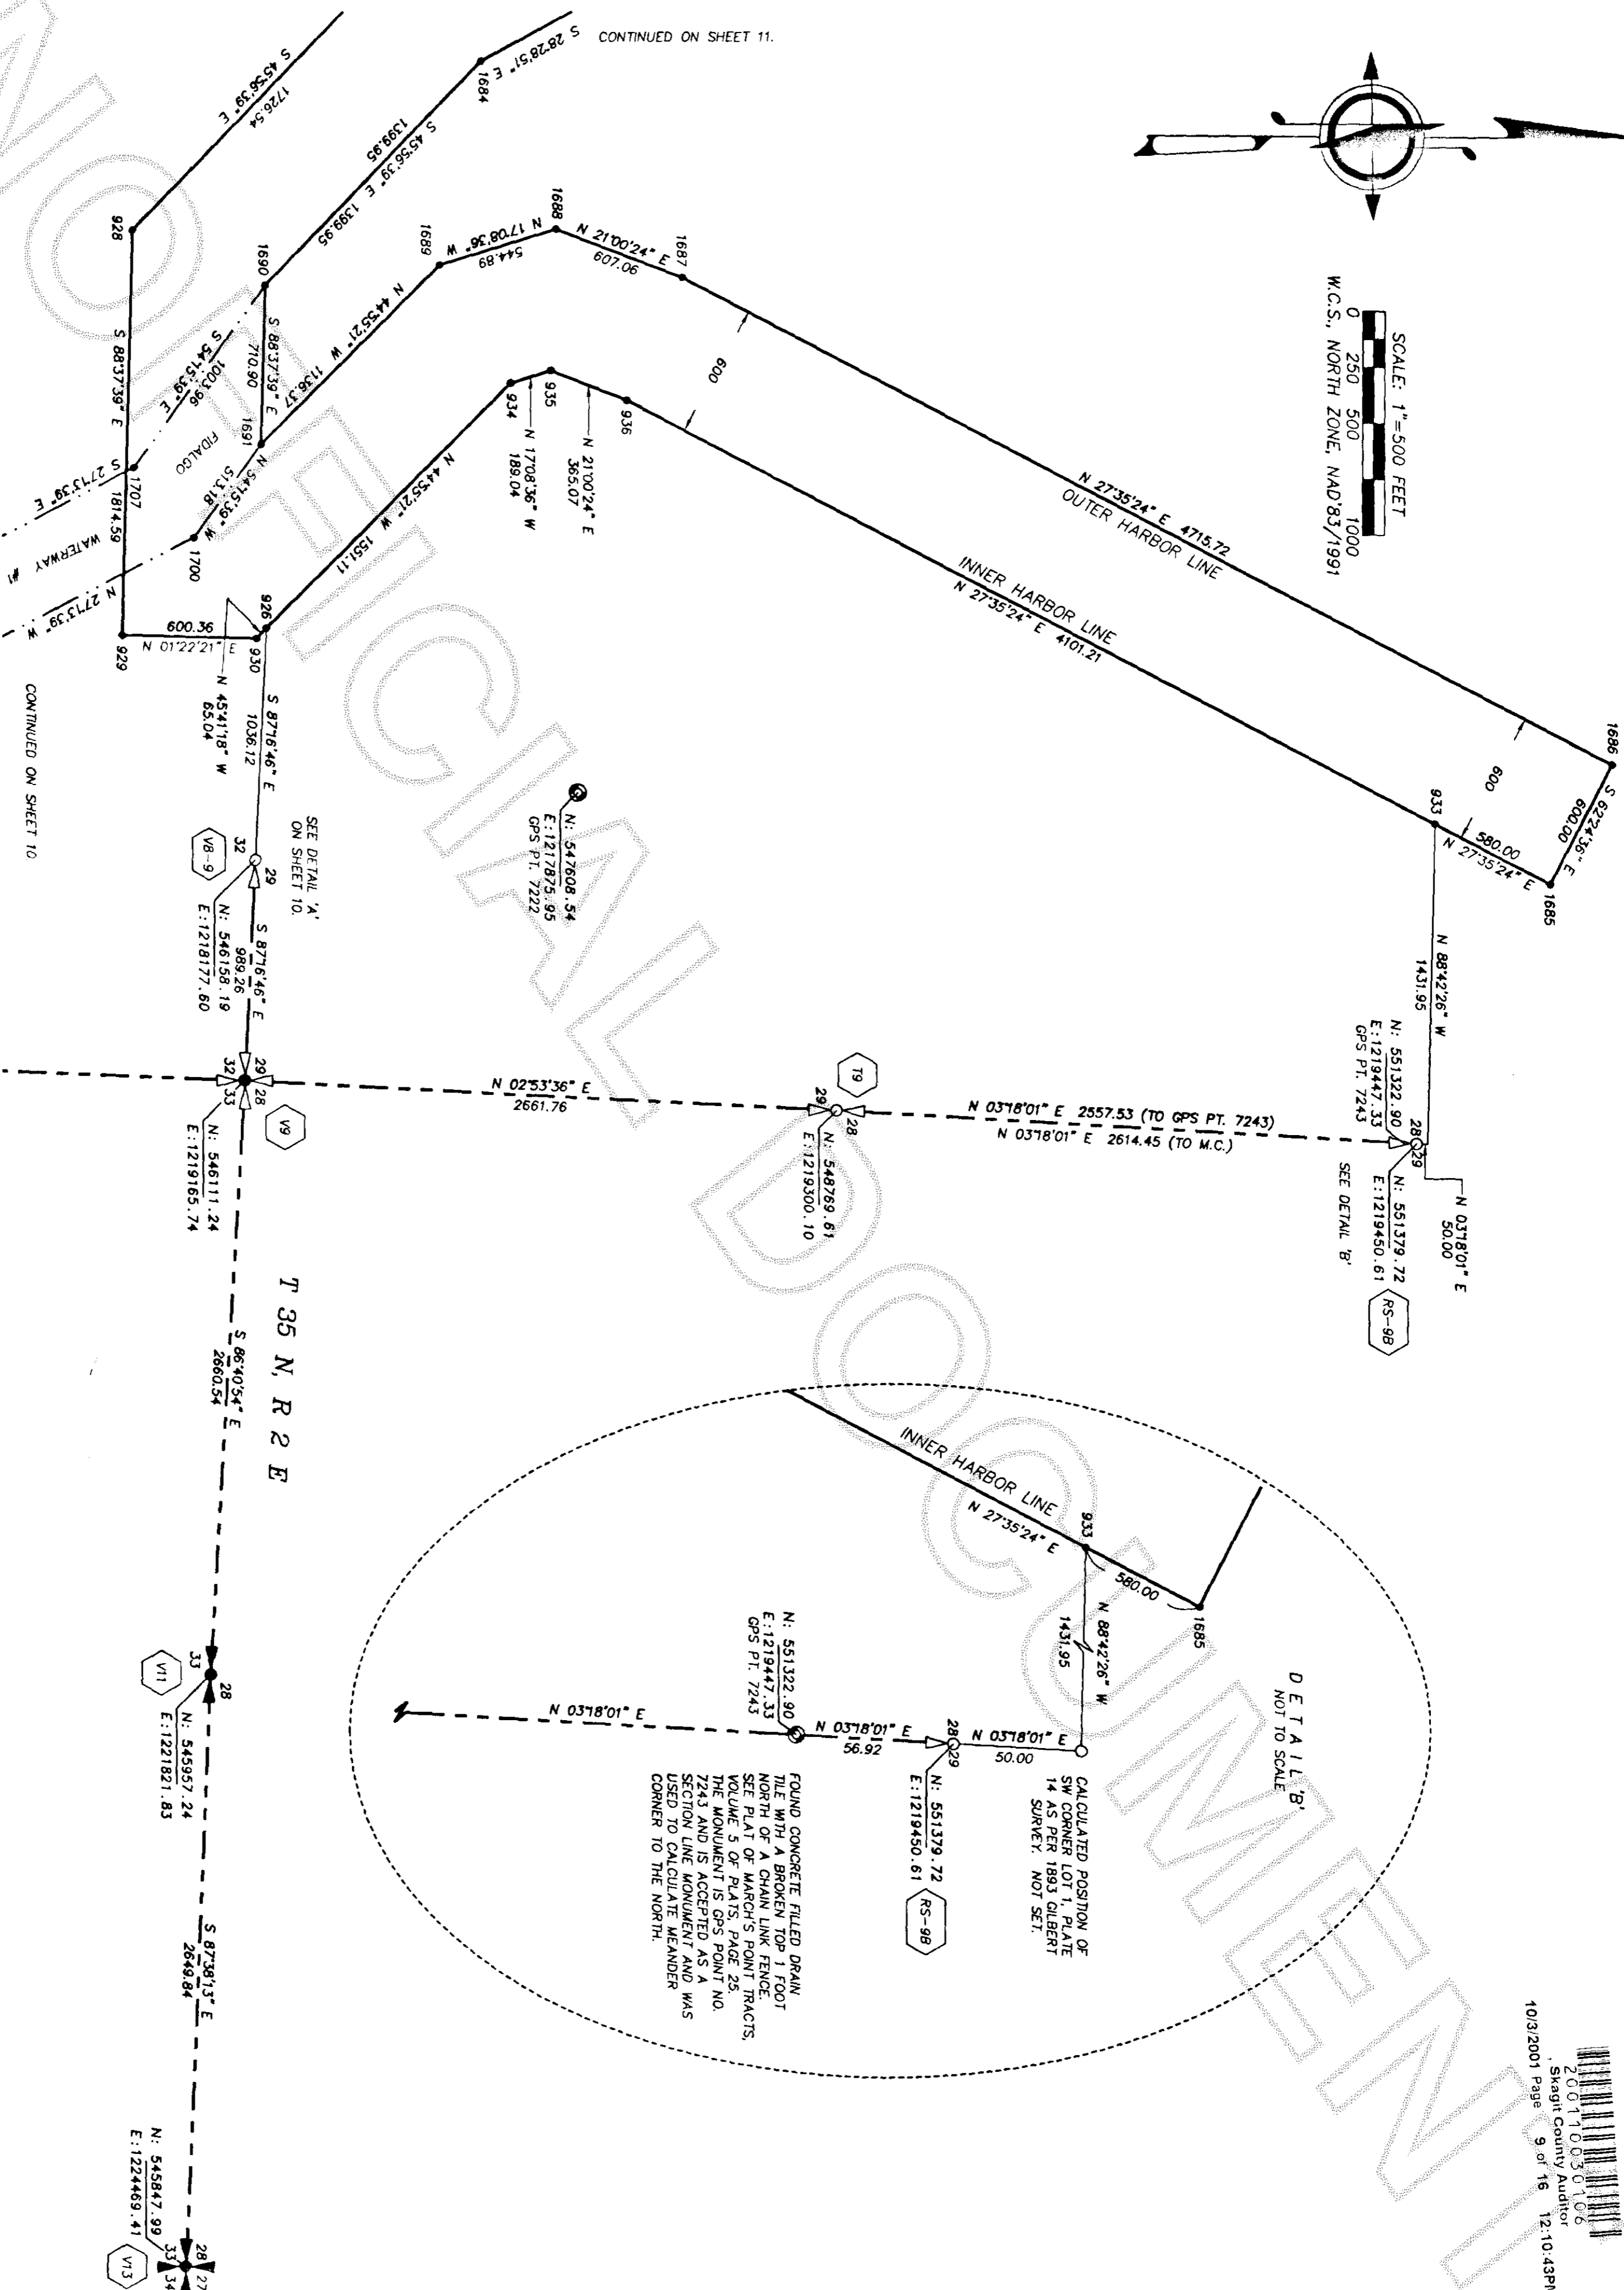 CONTINUED ON SHEET 11.
SCALE: 1"=500 FEET
0 250 500 1000
W.C.S., NORTH ZONE, NAD'83/1991
S 45°56'39" E
1726.54
S 28°28'51" E
1684
S 45°56'39" E 1399.95
1399.95
928
1690
1689
1688
1687
N 17°08'36" W
544.89
N 21°00'24" E
607.06
S 88°37'39" E
710.90
N 44°55'21" W
1136.37
S 54°15'39" E
1003.96
1691
FIDALGO
N 54°15'39" W
513.18
S 88°37'39" E
1814.59
S 27°13'39" E
1707
WATERWAY #1
1700
N 27°13'39" W
929
600.36
N 01°22'21" E
926
930
N 45°41'18" W
65.04
N 44°55'21" W
1551.11
934
935
936
N 17°08'36" W
189.04
N 21°00'24" E
365.07
600
N 27°35'24" E 4715.72
OUTER HARBOR LINE
INNER HARBOR LINE
N 27°35'24" E 4101.21
600
1686
S 62°24'36" E
600.00
933
580.00
N 27°35'24" E
1685
N 88°42'26" W
1431.95
CONTINUED ON SHEET 10
S 87°16'46" E
1036.12
SEE DETAIL 'A'
ON SHEET 10.
V8-9
32
29
N: 546158.19
E:1218177.60
S 87°16'46" E
989.26
N: 547608.54
E:1217875.95
GPS PT. 7222
29 28
32 33
V9
N: 546111.24
E:1219165.74
N 02°53'36" E
2661.76
T9
29
28
N: 548769.61
E:1219300.10
N 03°18'01" E 2557.53 (TO GPS PT. 7243)
N 03°18'01" E 2614.45 (TO M.C.)
N: 551322.90
E:1219447.33
GPS PT. 7243
28
29
N: 551379.72
E:1219450.61
RS-9B
SEE DETAIL 'B'
N 03°18'01" E
50.00
T 35 N, R 2 E
S 86°40'54" E
2660.54
33
28
V11
N: 545957.24
E:1221821.83
S 87°38'13" E
2649.84
N: 545847.99
E:1224469.41
V13
28 27
33 34
DETAIL 'B'
NOT TO SCALE
INNER HARBOR LINE
N 27°35'24" E
933
580.00
1685
N 88°42'26" W
1431.95
N 03°18'01" E
N: 551322.90
E:1219447.33
GPS PT. 7243
N 03°18'01" E
56.92
28
29
N 03°18'01" E
50.00
N: 551379.72
E:1219450.61
RS-9B
CALCULATED POSITION OF
SW CORNER LOT 1, PLATE
14 AS PER 1893 GILBERT
SURVEY. NOT SET.
FOUND CONCRETE FILLED DRAIN
TILE WITH A BROKEN TOP 1 FOOT
NORTH OF A CHAIN LINK FENCE.
SEE PLAT OF MARCH'S POINT TRACTS,
VOLUME 5 OF PLATS, PAGE 25.
THE MONUMENT IS GPS POINT NO.
7243 AND IS ACCEPTED AS A
SECTION LINE MONUMENT AND WAS
USED TO CALCULATE MEANDER
CORNER TO THE NORTH.
200110030106
, Skagit County Auditor
10/3/2001 Page 9 of 16 12:10:43PM
UNOFFICIAL DOCUMENT